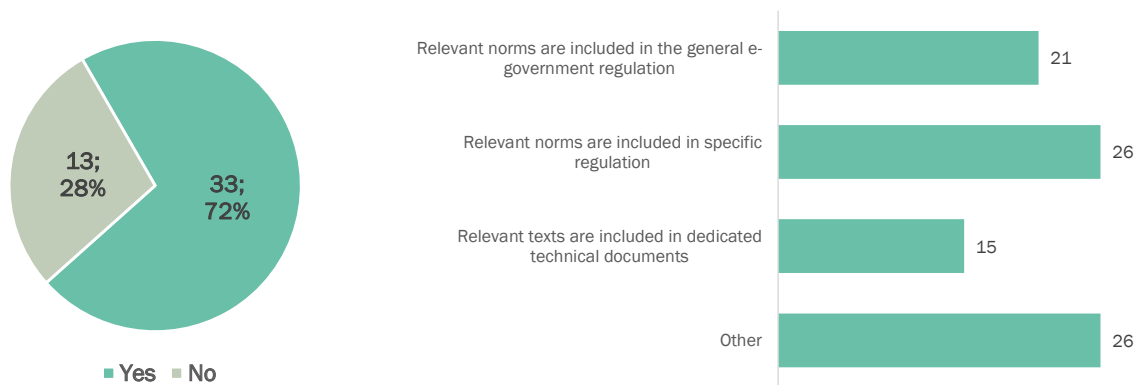 13;
28%
33;
72%
Yes No
Relevant norms are included in the general e-
government regulation
21
Relevant norms are included in specific
regulation
26
Relevant texts are included in dedicated
technical documents
15
Other
26